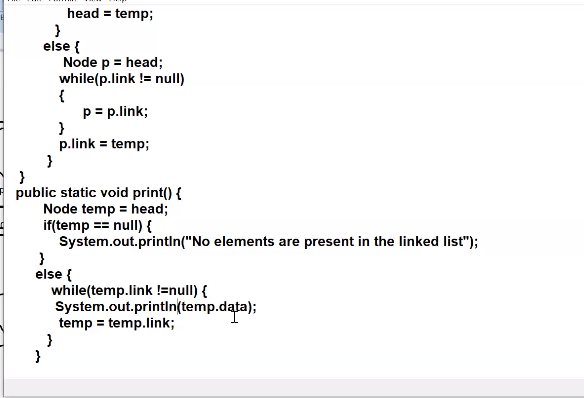 head = temp;
}
else {
Node p = head;
while(p.link != null)
{
p = p.link;
}
p.link = temp;
}
}
public static void print() {
Node temp = head;
if(temp == null) {
System.out.println("No elements are present in the linked list");
}
else {
while(temp.link !=null) {
System.out.println(temp.data);
temp = temp.link;
}
}